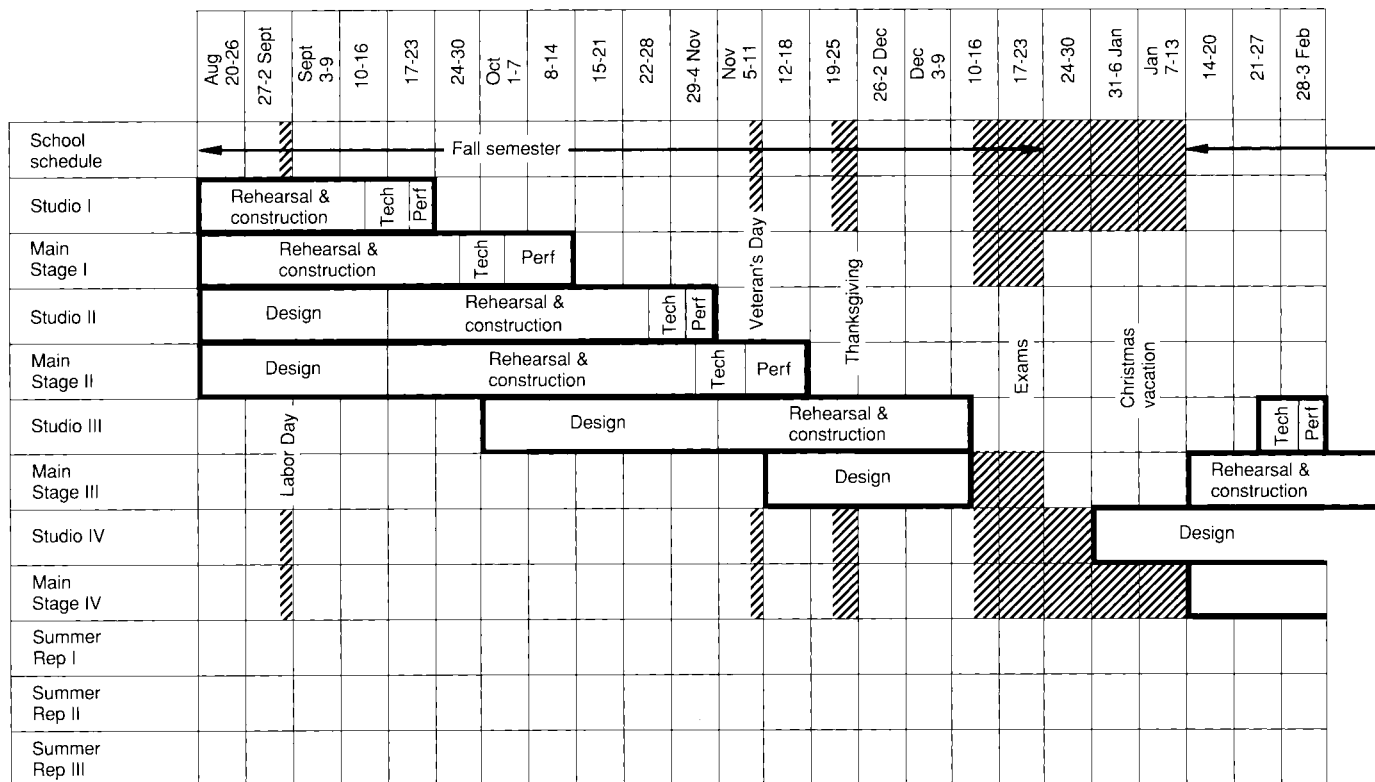 Aug
20-26
27-2 Sept
Sept
3-9
10-16
17-23
24-30
Oct
1-7
8-14
15-21
22-28
29-4 Nov
Nov
5-11
12-18
19-25
26-2 Dec
Dec
3-9
10-16
17-23
24-30
31-6 Jan
Jan
7-13
14-20
21-27
28-3 Feb
School
schedule
Fall semester
Studio I
Rehearsal &
construction
Tech
Perf
Main
Stage I
Rehearsal &
construction
Tech
Perf
Studio II
Design
Rehearsal &
construction
Tech
Perf
Veteran's Day
Main
Stage II
Design
Rehearsal &
construction
Tech
Perf
Thanksgiving
Exams
Christmas
vacation
Studio III
Design
Rehearsal &
construction
Tech
Perf
Labor Day
Main
Stage III
Design
Rehearsal &
construction
Studio IV
Design
Main
Stage IV
Summer
Rep I
Summer
Rep II
Summer
Rep III